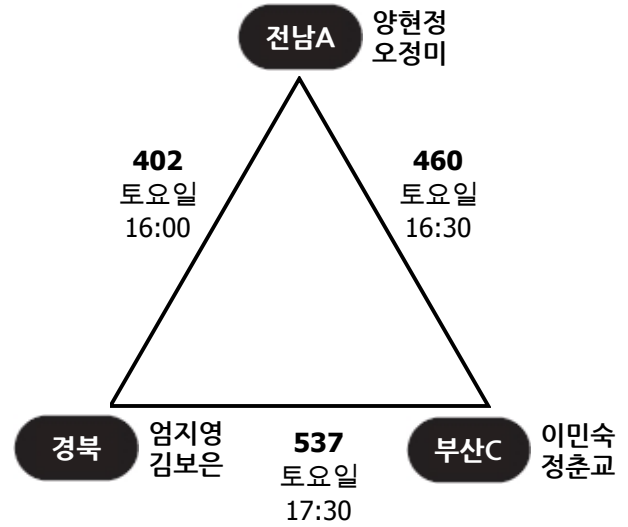 전남A
양현정
오정미
402
토요일
16:00
460
토요일
16:30
경북
엄지영
김보은
537
토요일
17:30
부산C
이민숙
정춘교